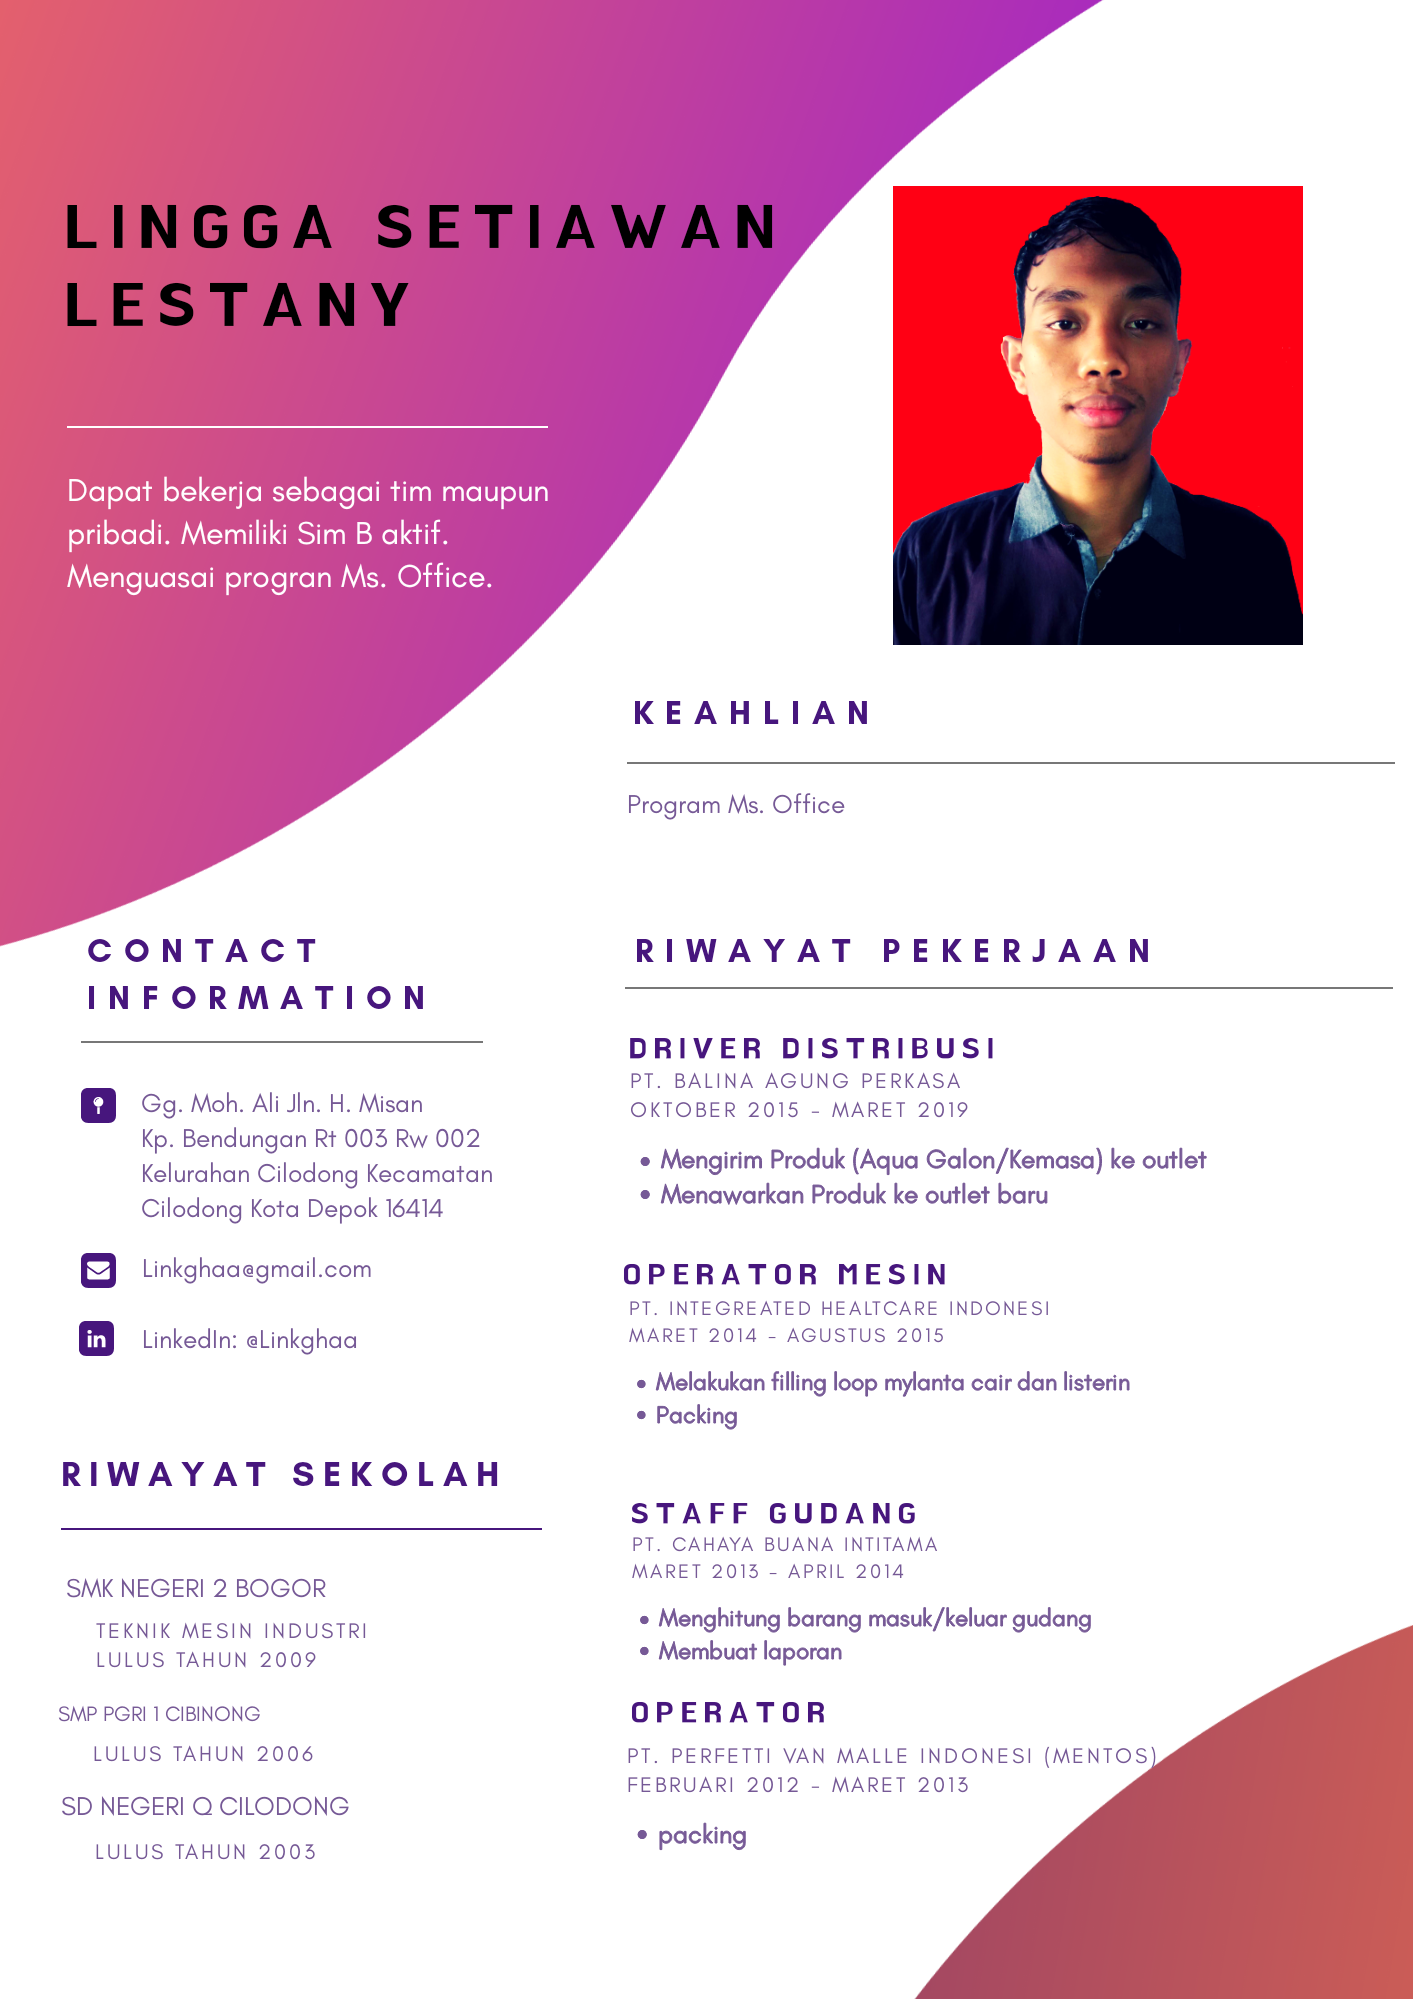 LINGGA SETIAWAN
LESTANY
Dapat bekerja sebagai tim maupun
pribadi. Memiliki Sim B aktif.
Menguasai progran Ms. Office.
KEAHLIAN
Program Ms. Office
CONTACT
INFORMATION
Gg. Moh. Ali Jln. H. Misan
Kp. Bendungan Rt 003 Rw 002
Kelurahan Cilodong Kecamatan
Cilodong Kota Depok 16414
Linkghaa@gmail.com
in
LinkedIn: @Linkghaa
RIWAYAT SEKOLAH
SMK NEGERI 2 BOGOR
TEKNIK MESIN INDUSTRI
LULUS TAHUN 2009
SMP PGRI 1 CIBINONG
LULUS TAHUN 2006
SD NEGERI Q CILODONG
LULUS TAHUN 2003
RIWAYAT PEKERJAAN
DRIVER DISTRIBUSI
PT. BALINA AGUNG PERKASA
OKTOBER 2015 - MARET 2019
• Mengirim Produk (Aqua Galon/Kemasa) ke outlet
• Menawarkan Produk ke outlet baru
OPERATOR MESIN
PT. INTEGREATED HEALTCARE INDONESI
MARET 2014 - AGUSTUS 2015
• Melakukan filling loop mylanta cair dan listerin
• Packing
STAFF GUDANG
PT. CAHAYA BUANA INTITAMA
MARET 2013 - APRIL 2014
• Menghitung barang masuk/keluar gudang
• Membuat laporan
OPERATOR
PT. PERFETTI VAN MALLE INDONESI (MENTOS)
FEBRUARI 2012 - MARET 2013
• packing